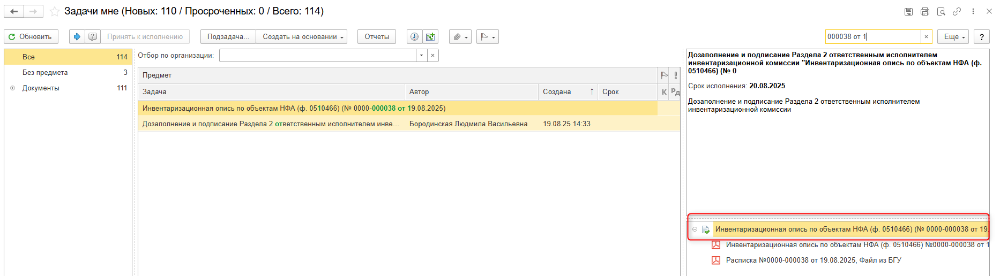 Задачи мне (Новых: 110 / Просроченных: 0 / Всего: 114)
Обновить
Принять к исполнению
Подзадача...
Создать на основании
Отчеты
000038 от 1
×
Еще
?
Все 114
Без предмета 3
Документы 111
Отбор по организации:
Предмет
Задача Автор Создана ↑ Срок К Рд
Инвентаризационная опись по объектам НФА (ф. 0510466) (№ 0000-000038 от 19.08.2025)
Дозаполнение и подписание Раздела 2 ответственным исполнителем инве... Бородинская Людмила Васильевна 19.08.25 14:33
Дозаполнение и подписание Раздела 2 ответственным исполнителем
инвентаризационной комиссии "Инвентаризационная опись по объектам НФА (ф.
0510466) (№ 0
Срок исполнения: 20.08.2025
Дозаполнение и подписание Раздела 2 ответственным исполнителем
инвентаризационной комиссии
Инвентаризационная опись по объектам НФА (ф. 0510466) (№ 0000-000038 от 19.
Инвентаризационная опись по объектам НФА (ф. 0510466) №0000-000038 от 1
Расписка №0000-000038 от 19.08.2025, Файл из БГУ